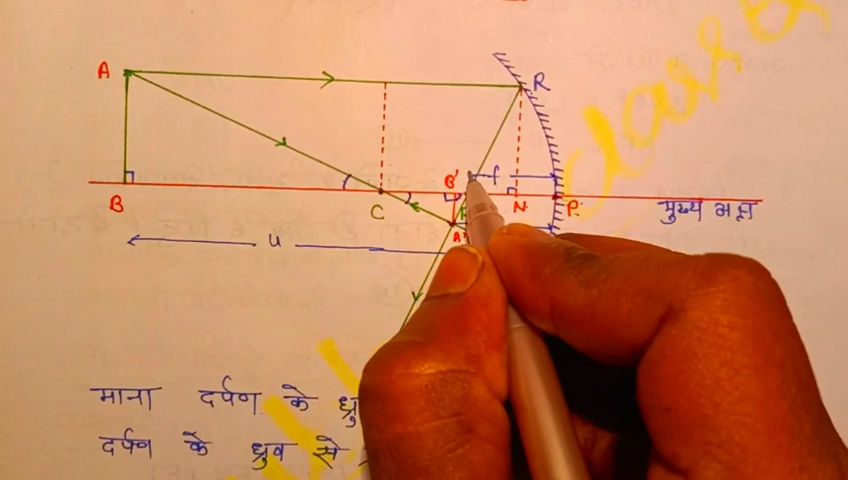 A
R
f
B'
B
C
A'
N
P
मुख्य अक्ष
u
माना दर्पण के
दर्पण के ध्रुव से